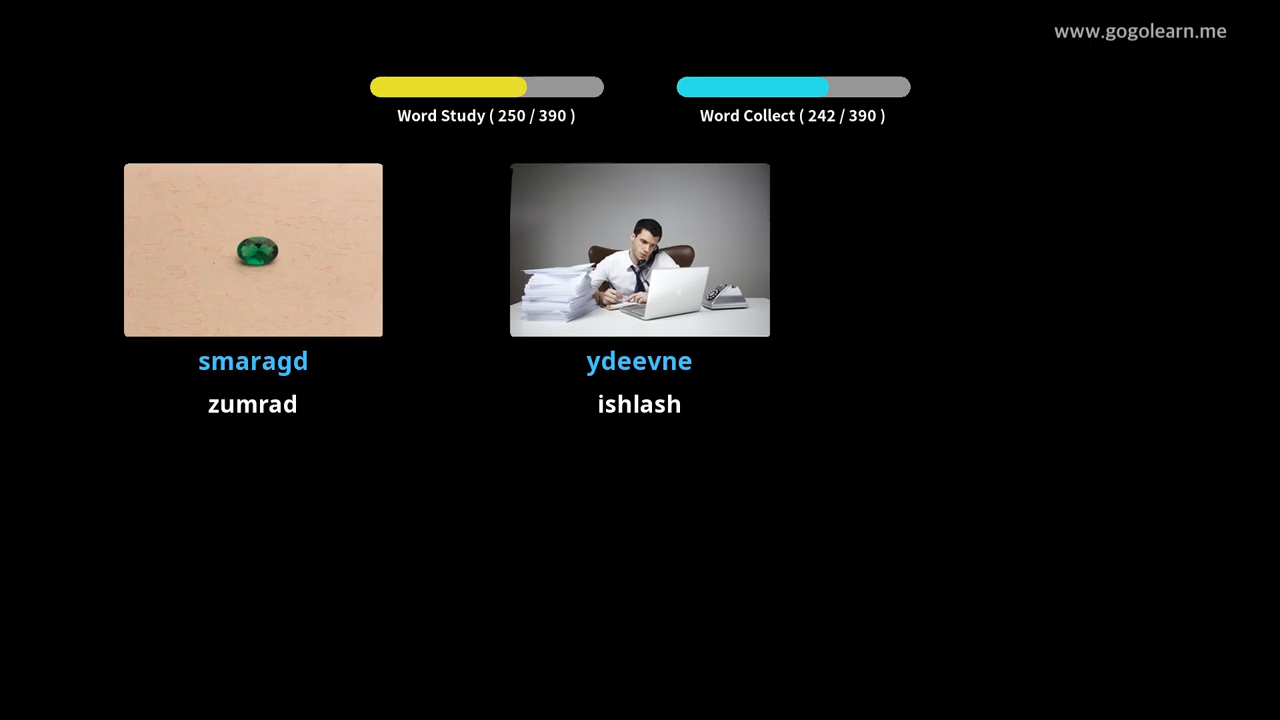 www.gogolearn.me
Word Study ( 250 / 390 )
Word Collect ( 242 / 390 )
smaragd
ydeevne
zumrad
ishlash